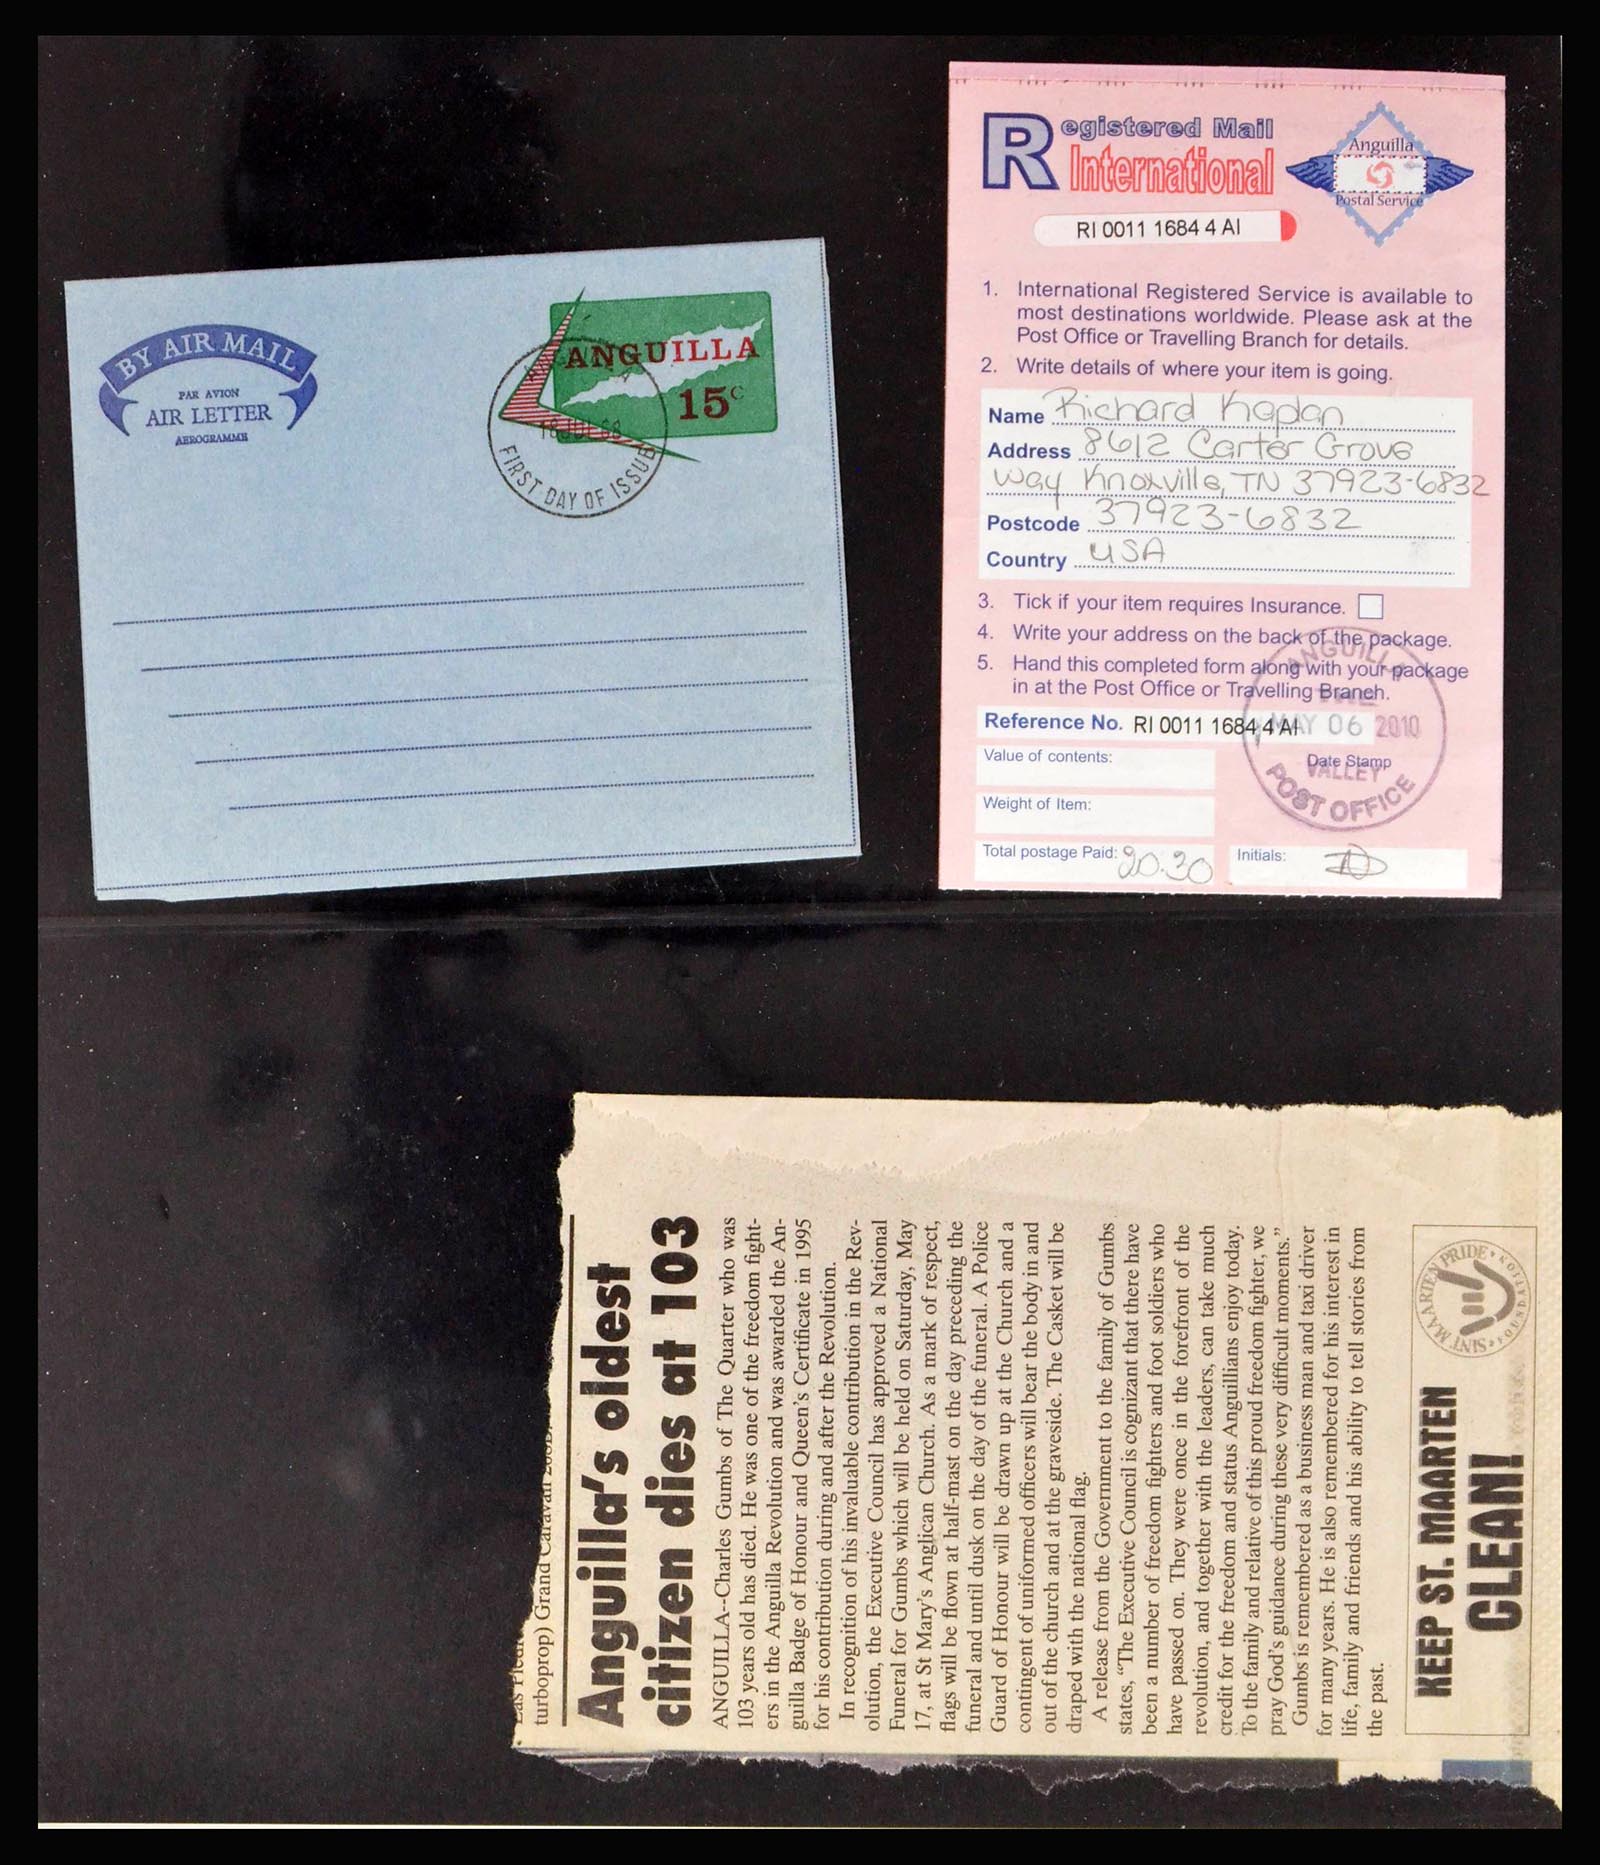 BY AIR MAIL
PAR AVION
AIR LETTER
AEROGRAMME
ANGUILLA
15c
FIRST DAY OF ISSUE
Registered Mail
International
Anguilla
Postal Service
RI 0011 1684 4 AI
1. International Registered Service is available to
most destinations worldwide. Please ask at the
Post Office or Travelling Branch for details.
2. Write details of where your item is going.
Name Richard Kaplan
Address 8612 Carter Grove
Way Knoxville, TN 37923-6832
Postcode 37923-6832
Country USA
3. Tick if your item requires Insurance.
4. Write your address on the back of the package.
5. Hand this completed form along with your package
in at the Post Office or Travelling Branch.
Reference No. RI 0011 1684 4 AI
ANGUILLA
THE
MAY 06 2010
VALLEY
POST OFFICE
Date Stamp
Value of contents:
Weight of Item:
Total postage Paid: 20.30
Initials:
turboprop) Grand Caravan
Anguilla's oldest
citizen dies at 103
ANGUILLA--Charles Gumbs of The Quarter who was
103 years old has died. He was one of the freedom fight-
ers in the Anguilla Revolution and was awarded the An-
guilla Badge of Honour and Queen's Certificate in 1995
for his contribution during and after the Revolution.
In recognition of his invaluable contribution in the Rev-
olution, the Executive Council has approved a National
Funeral for Gumbs which will be held on Saturday, May
17, at St Mary's Anglican Church. As a mark of respect,
flags will be flown at half-mast on the day preceding the
funeral and until dusk on the day of the funeral. A Police
Guard of Honour will be drawn up at the Church and a
contingent of uniformed officers will bear the body in and
out of the church and at the graveside. The Casket will be
draped with the national flag.
A release from the Government to the family of Gumbs
states, “The Executive Council is cognizant that there have
been a number of freedom fighters and foot soldiers who
have passed on. They were once in the forefront of the
revolution, and together with the leaders, can take much
credit for the freedom and status Anguillians enjoy today.
To the family and relative of this proud freedom fighter, we
pray God's guidance during these very difficult moments.”
Gumbs is remembered as a business man and taxi driver
for many years. He is also remembered for his interest in
life, family and friends and his ability to tell stories from
the past.
KEEP ST. MAARTEN
CLEAN!
SINT MAARTEN PRIDE
FOUNDATION